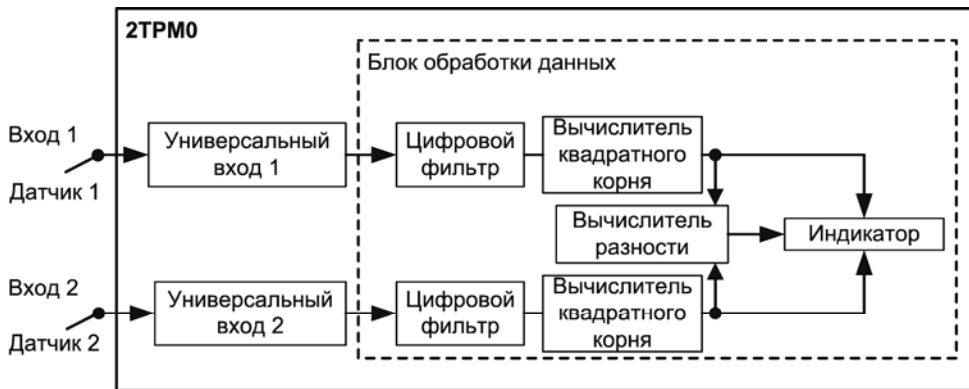 2ТРМ0
Блок обработки данных
Вход 1
Датчик 1
Универсальный
вход 1
Цифровой
фильтр
Вычислитель
квадратного
корня
Вычислитель
разности
Индикатор
Вход 2
Датчик 2
Универсальный
вход 2
Цифровой
фильтр
Вычислитель
квадратного
корня